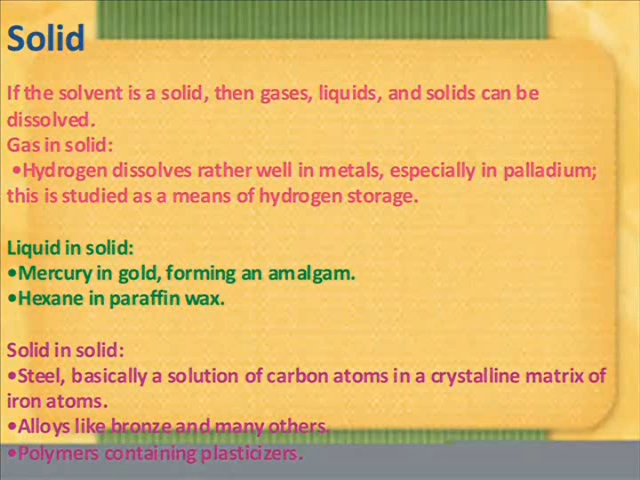 Solid
If the solvent is a solid, then gases, liquids, and solids can be
dissolved.
Gas in solid:
•Hydrogen dissolves rather well in metals, especially in palladium;
this is studied as a means of hydrogen storage.
Liquid in solid:
•Mercury in gold, forming an amalgam.
•Hexane in paraffin wax.
Solid in solid:
•Steel, basically a solution of carbon atoms in a crystalline matrix of
iron atoms.
•Alloys like bronze and many others.
•Polymers containing plasticizers.